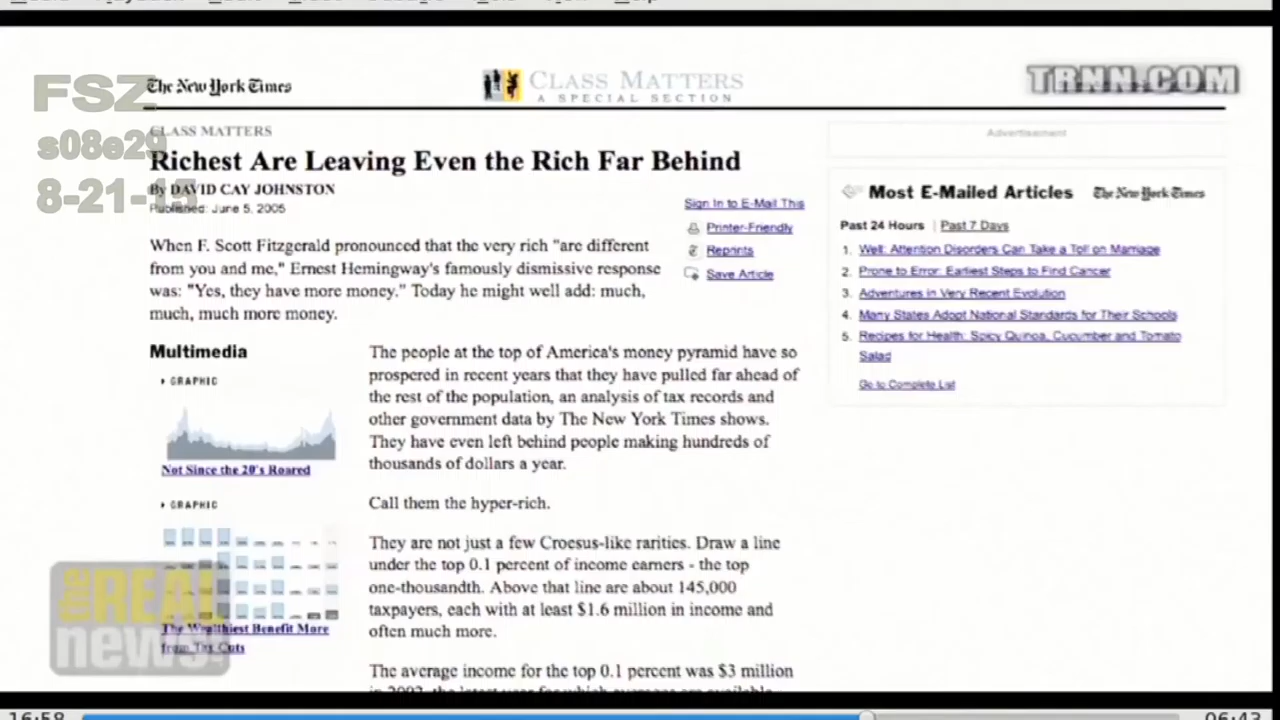 The New York Times
CLASS MATTERS
A SPECIAL SECTION
TRNN.COM
FSZ
s08e29
8-21-15
CLASS MATTERS
Richest Are Leaving Even the Rich Far Behind
By DAVID CAY JOHNSTON
Published: June 5, 2005
When F. Scott Fitzgerald pronounced that the very rich "are different
from you and me," Ernest Hemingway's famously dismissive response
was: "Yes, they have more money." Today he might well add: much,
much, much more money.
Sign In to E-Mail This
Printer-Friendly
Reprints
Save Article
Multimedia
GRAPHIC
Not Since the 20's Roared
GRAPHIC
The Wealthiest Benefit More
from Tax Cuts
The people at the top of America's money pyramid have so
prospered in recent years that they have pulled far ahead of
the rest of the population, an analysis of tax records and
other government data by The New York Times shows.
They have even left behind people making hundreds of
thousands of dollars a year.
Call them the hyper-rich.
They are not just a few Croesus-like rarities. Draw a line
under the top 0.1 percent of income earners - the top
one-thousandth. Above that line are about 145,000
taxpayers, each with at least $1.6 million in income and
often much more.
The average income for the top 0.1 percent was $3 million
in 2002, the latest year for which averages are available.
Advertisement
Most E-Mailed Articles The New York Times
Past 24 Hours | Past 7 Days
1. Well: Attention Disorders Can Take a Toll on Marriage
2. Prone to Error: Earliest Steps to Find Cancer
3. Adventures in Very Recent Evolution
4. Many States Adopt National Standards for Their Schools
5. Recipes for Health: Spicy Quinoa, Cucumber and Tomato
Salad
Go to Complete List
the REAL
news!
16:58
06:43